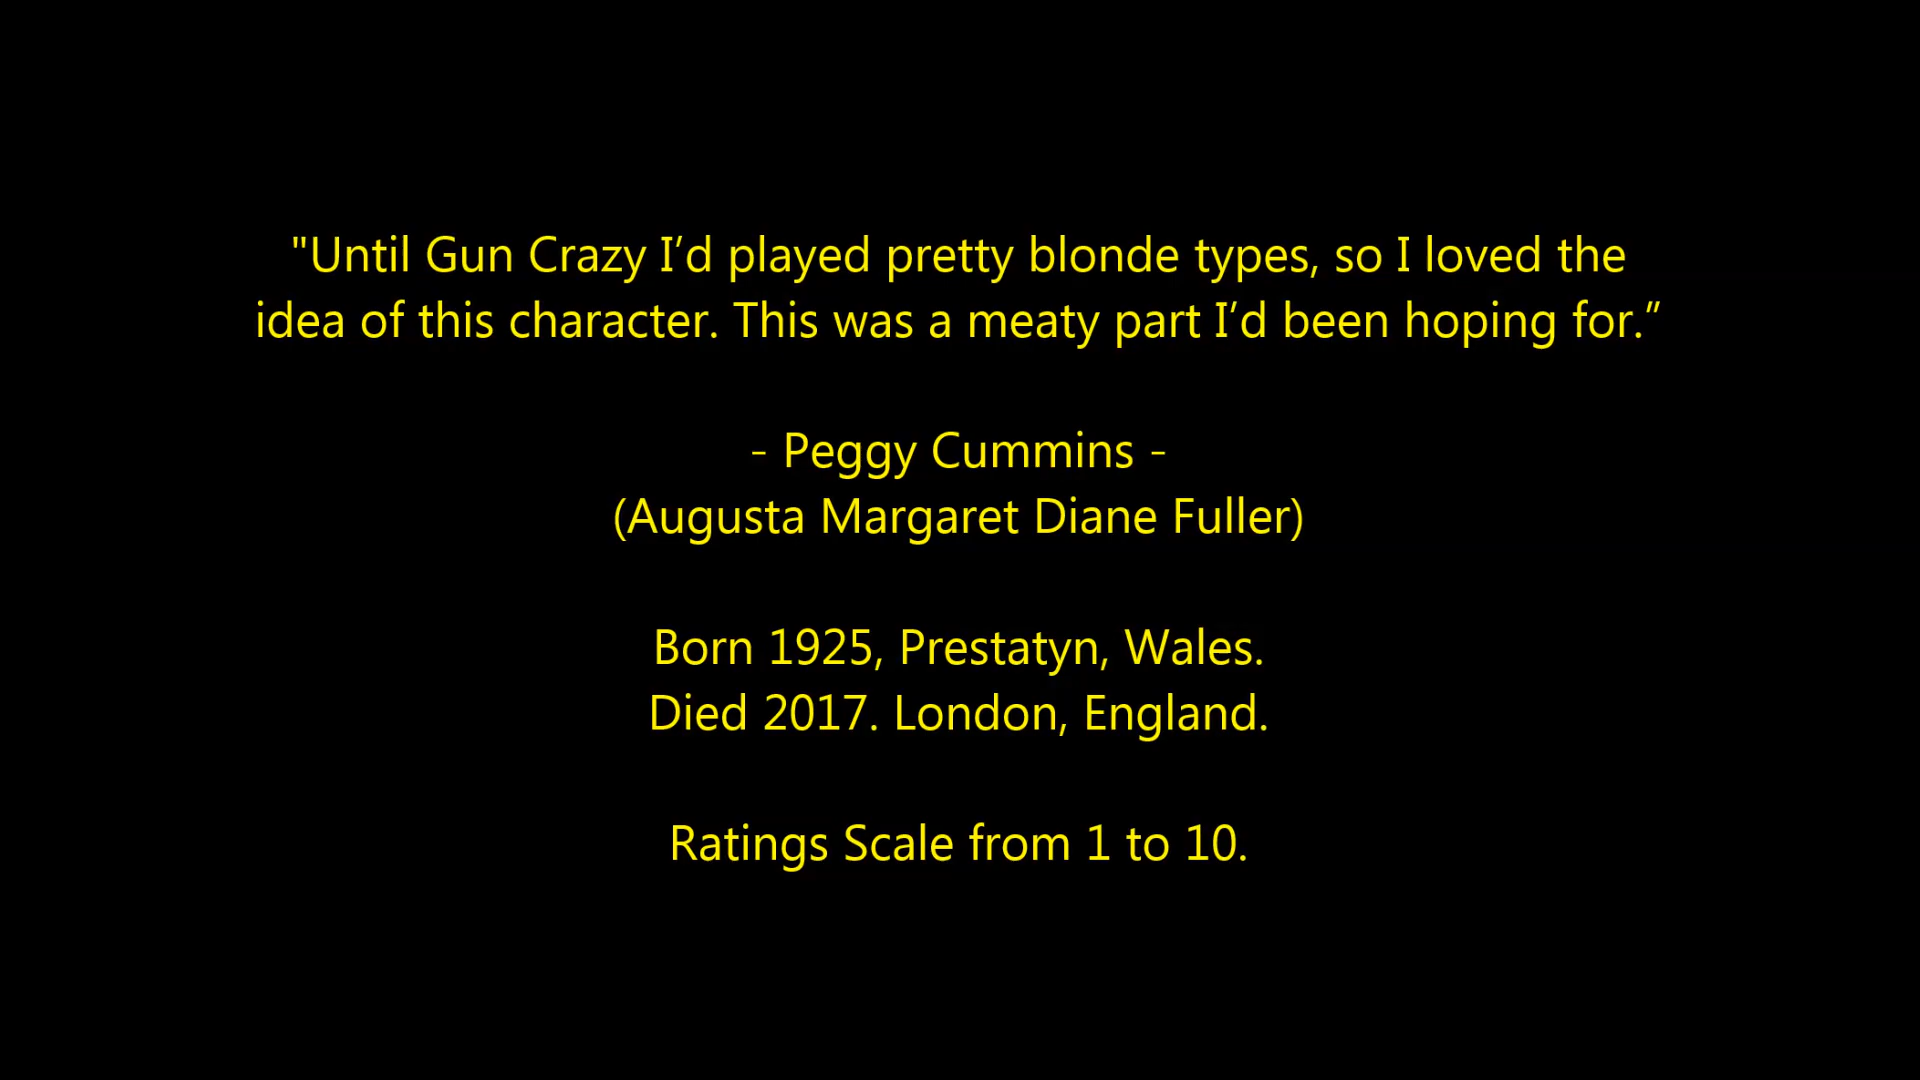 "Until Gun Crazy I’d played pretty blonde types, so I loved the
idea of this character. This was a meaty part I’d been hoping for.”
- Peggy Cummins -
(Augusta Margaret Diane Fuller)
Born 1925, Prestatyn, Wales.
Died 2017. London, England.
Ratings Scale from 1 to 10.